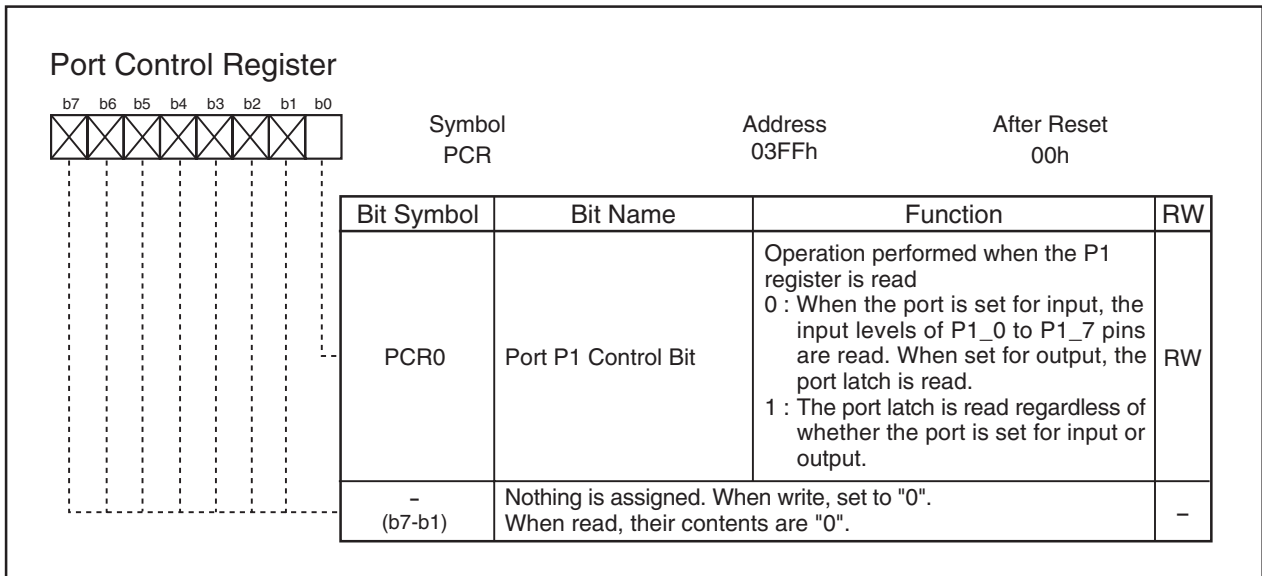 Port Control Register
b7 b6 b5 b4 b3 b2 b1 b0
Symbol Address After Reset
PCR 03FFh 00h
Bit Symbol Bit Name Function RW
PCR0 Port P1 Control Bit Operation performed when the P1
register is read
0 : When the port is set for input, the
input levels of P1_0 to P1_7 pins
are read. When set for output, the
port latch is read.
1 : The port latch is read regardless of
whether the port is set for input or
output.
RW
–
(b7-b1)
Nothing is assigned. When write, set to "0".
When read, their contents are "0".
–